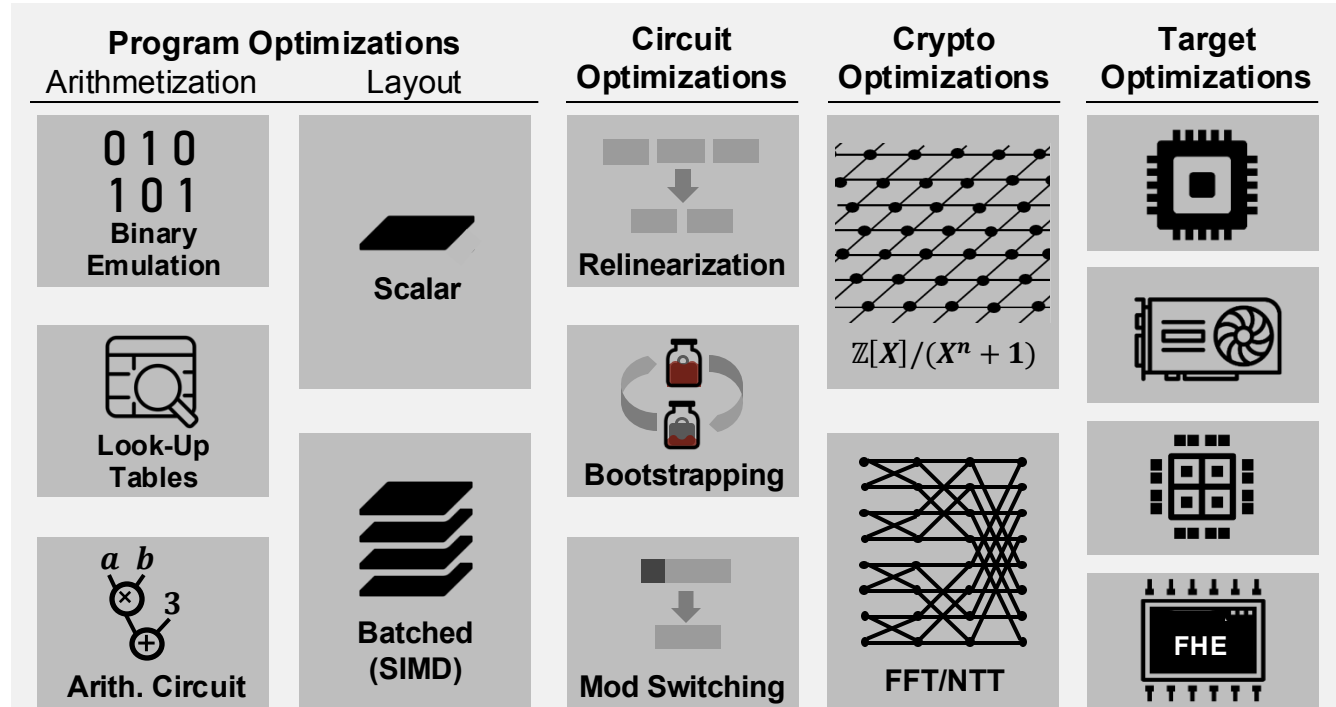 Program Optimizations
Arithmetization
Layout
Circuit
Optimizations
Crypto
Optimizations
Target
Optimizations
0 1 0
1 0 1
Binary
Emulation
Look-Up
Tables
a b
×
3
+
Arith. Circuit
Scalar
Batched
(SIMD)
Relinearization
Bootstrapping
Mod Switching
ℤ[X]/(Xⁿ + 1)
FFT/NTT
FHE